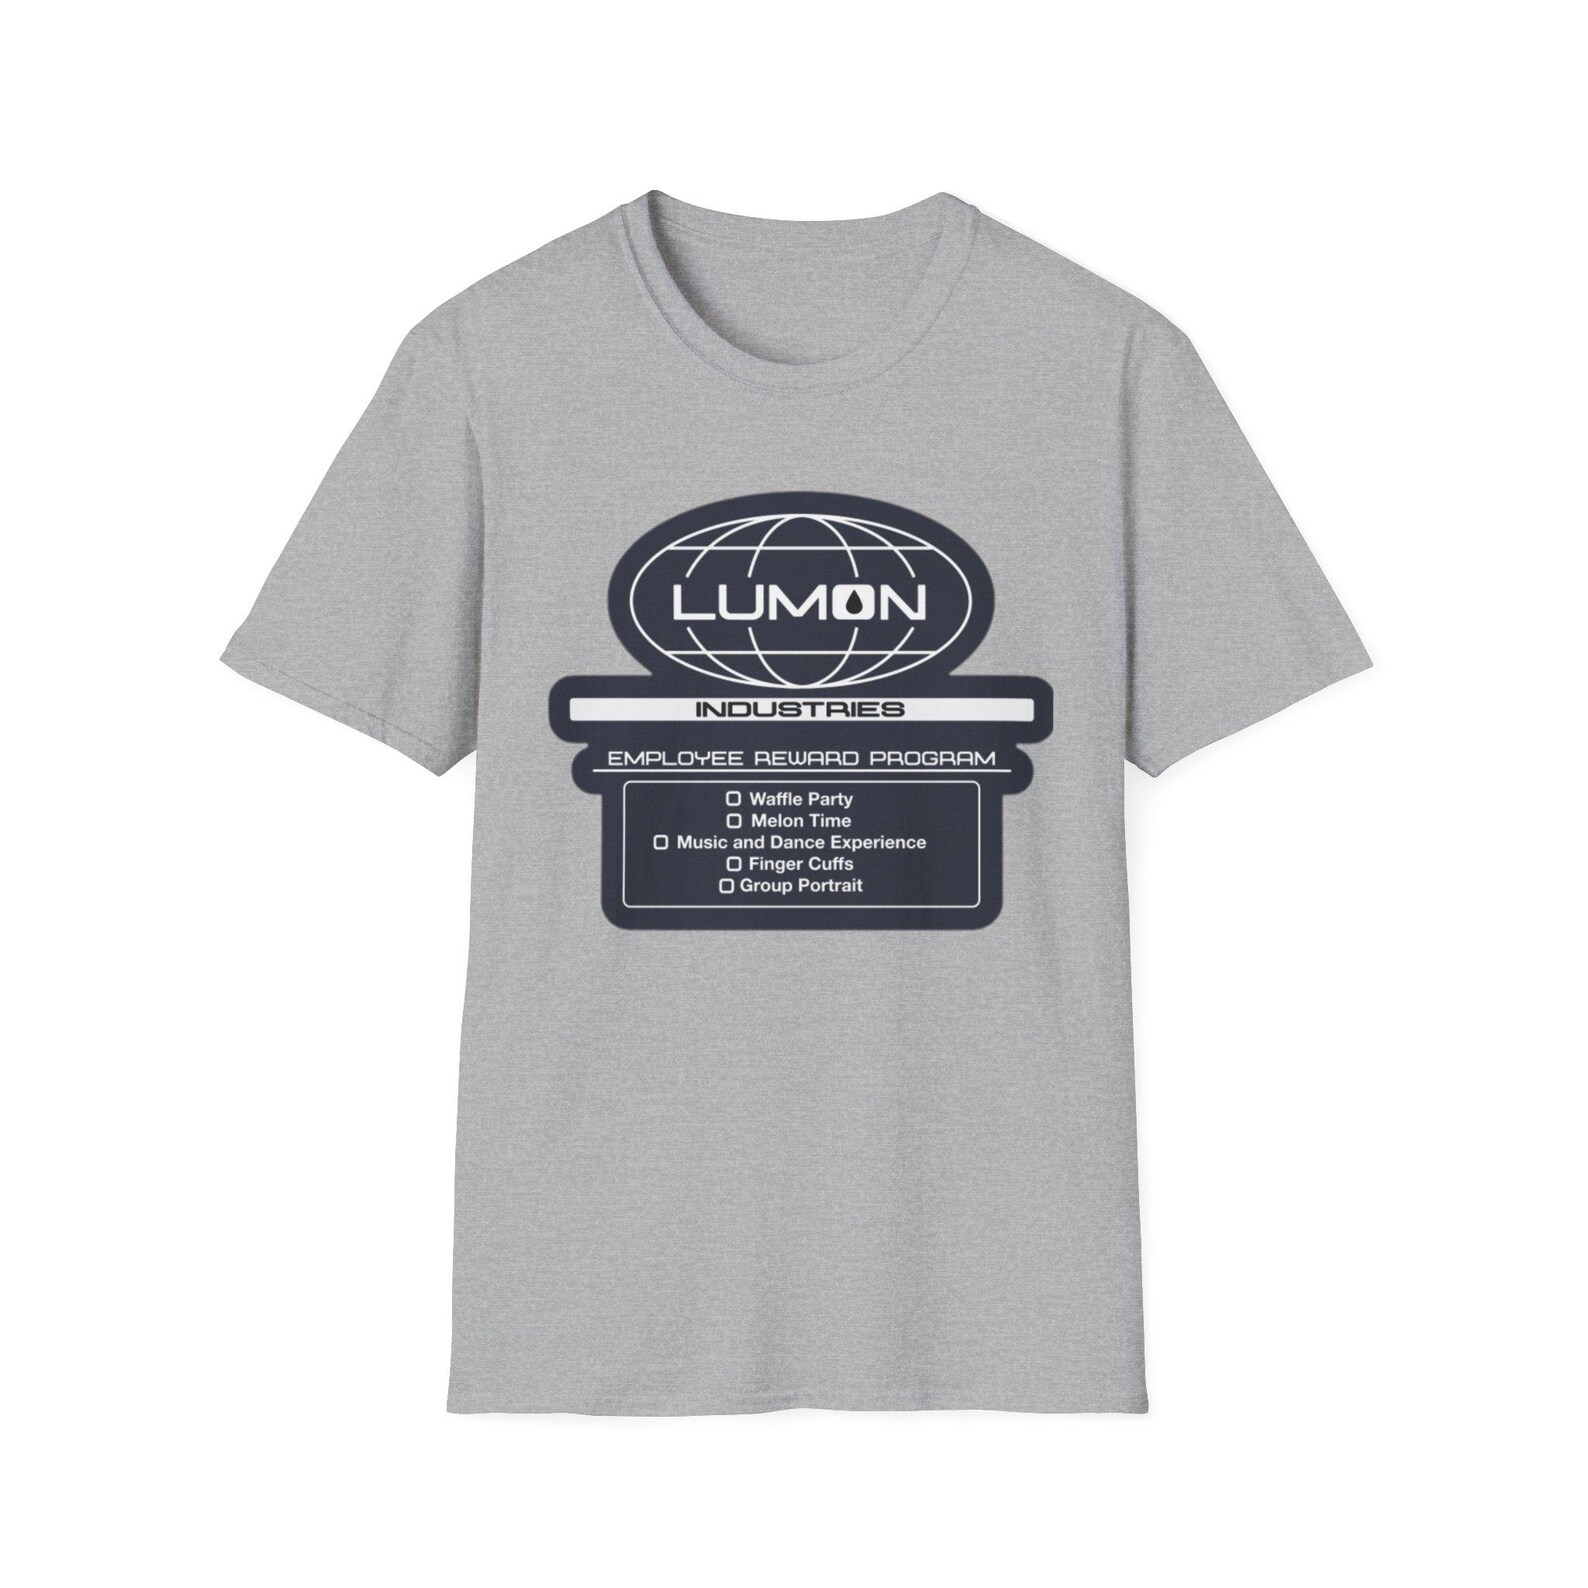 LUMON
INDUSTRIES
EMPLOYEE REWARD PROGRAM
Waffle Party
Melon Time
Music and Dance Experience
Finger Cuffs
Group Portrait